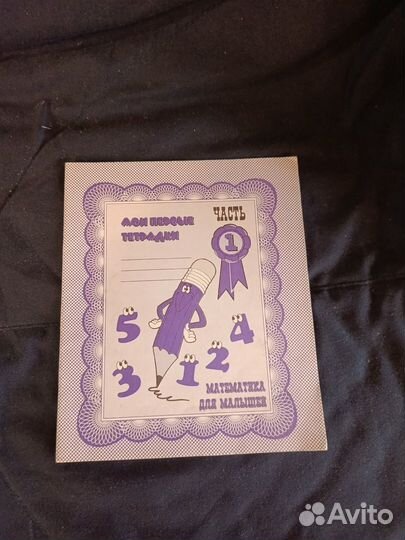 Мои первые
тетрадки
ЧАСТЬ
1
5
4
3
1
2
МАТЕМАТИКА
ДЛЯ МАЛЫШЕЙ
Avito